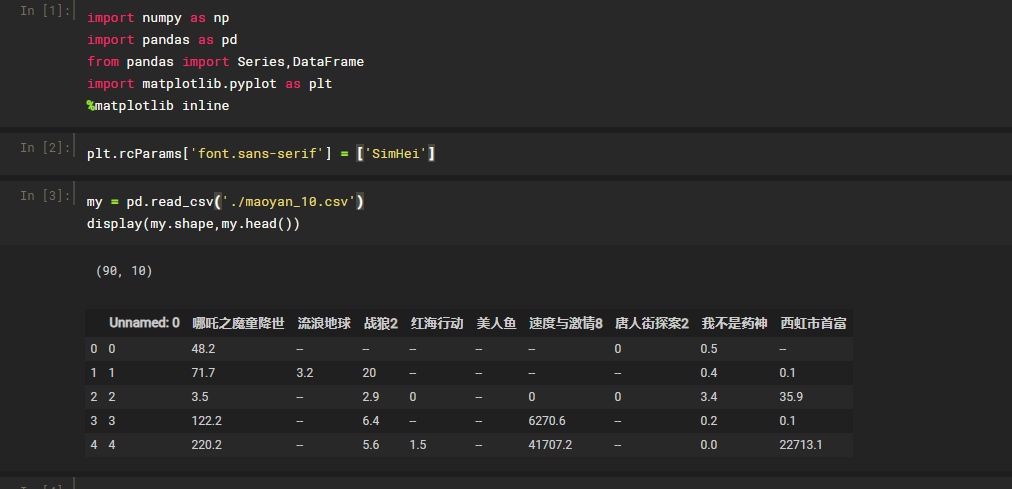 In [1]:
import numpy as np
import pandas as pd
from pandas import Series,DataFrame
import matplotlib.pyplot as plt
%matplotlib inline
In [2]:
plt.rcParams['font.sans-serif'] = ['SimHei']
In [3]:
my = pd.read_csv('./maoyan_10.csv')
display(my.shape,my.head())
(90, 10)
Unnamed: 0 哪吒之魔童降世 流浪地球 战狼2 红海行动 美人鱼 速度与激情8 唐人街探案2 我不是药神 西虹市首富
0 0 48.2 -- -- -- -- -- 0 0.5 --
1 1 71.7 3.2 20 -- -- -- -- 0.4 0.1
2 2 3.5 -- 2.9 0 -- 0 0 3.4 35.9
3 3 122.2 -- 6.4 -- -- 6270.6 -- 0.2 0.1
4 4 220.2 -- 5.6 1.5 -- 41707.2 -- 0.0 22713.1